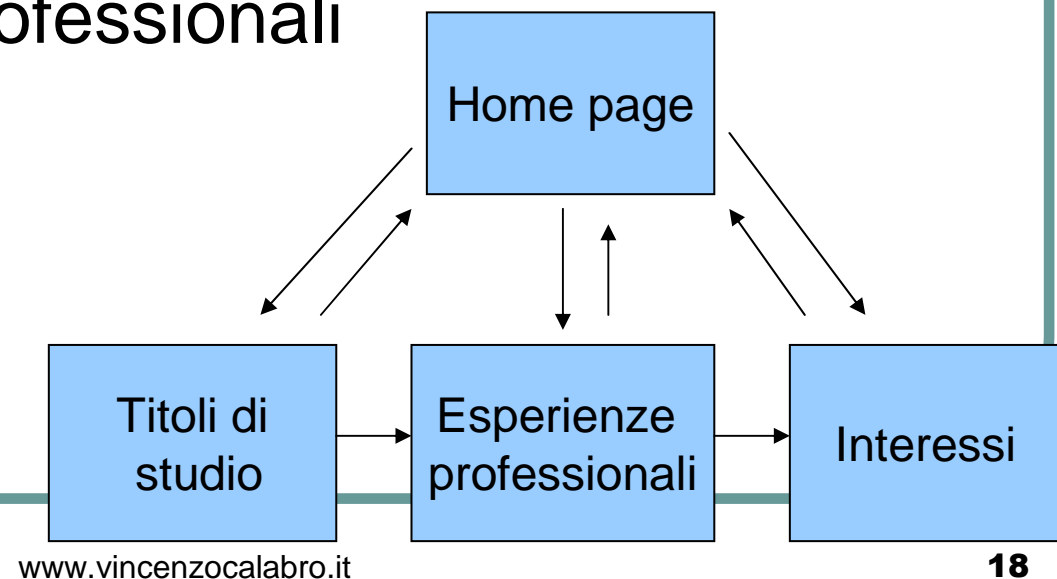 ofessionali
Home page
Titoli di
studio
Esperienze
professionali
Interessi
www.vincenzocalabro.it
18